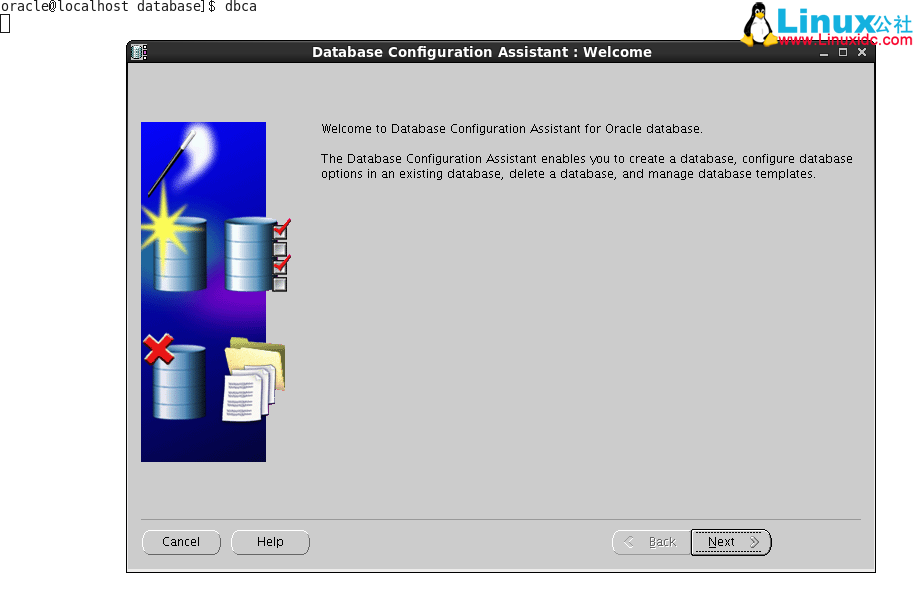 oracle@localhost database]$ dbca
Linux公社
www.Linuxidc.com
Database Configuration Assistant : Welcome
Welcome to Database Configuration Assistant for Oracle database.
The Database Configuration Assistant enables you to create a database, configure database
options in an existing database, delete a database, and manage database templates.
Cancel
Help
Back
Next